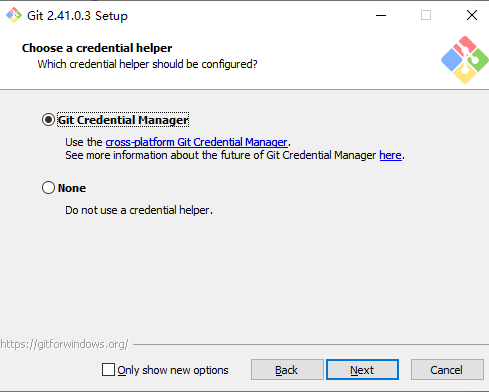 Git 2.41.0.3 Setup
Choose a credential helper
Which credential helper should be configured?
Git Credential Manager
Use the cross-platform Git Credential Manager.
See more information about the future of Git Credential Manager here.
None
Do not use a credential helper.
https://gitforwindows.org/
Only show new options
Back
Next
Cancel